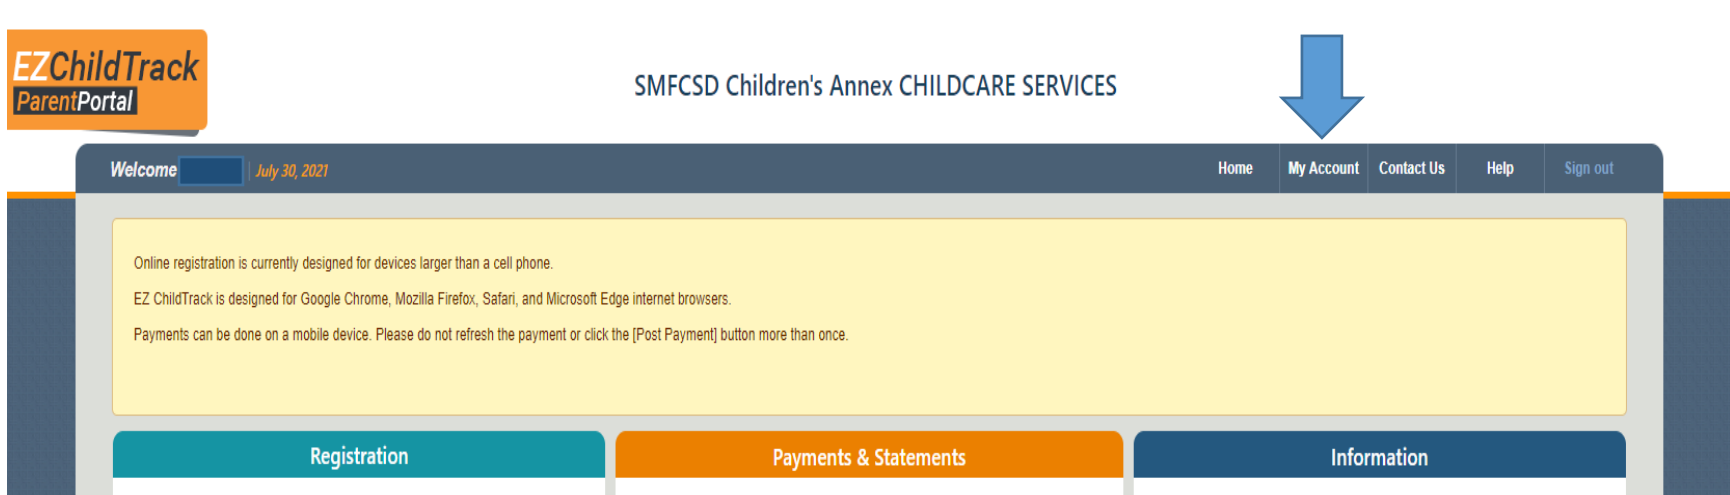 EZChildTrack
ParentPortal
SMFCSD Children's Annex CHILDCARE SERVICES
Welcome | July 30, 2021 Home My Account Contact Us Help Sign out
Online registration is currently designed for devices larger than a cell phone.
EZ ChildTrack is designed for Google Chrome, Mozilla Firefox, Safari, and Microsoft Edge internet browsers.
Payments can be done on a mobile device. Please do not refresh the payment or click the [Post Payment] button more than once.
Registration Payments & Statements Information